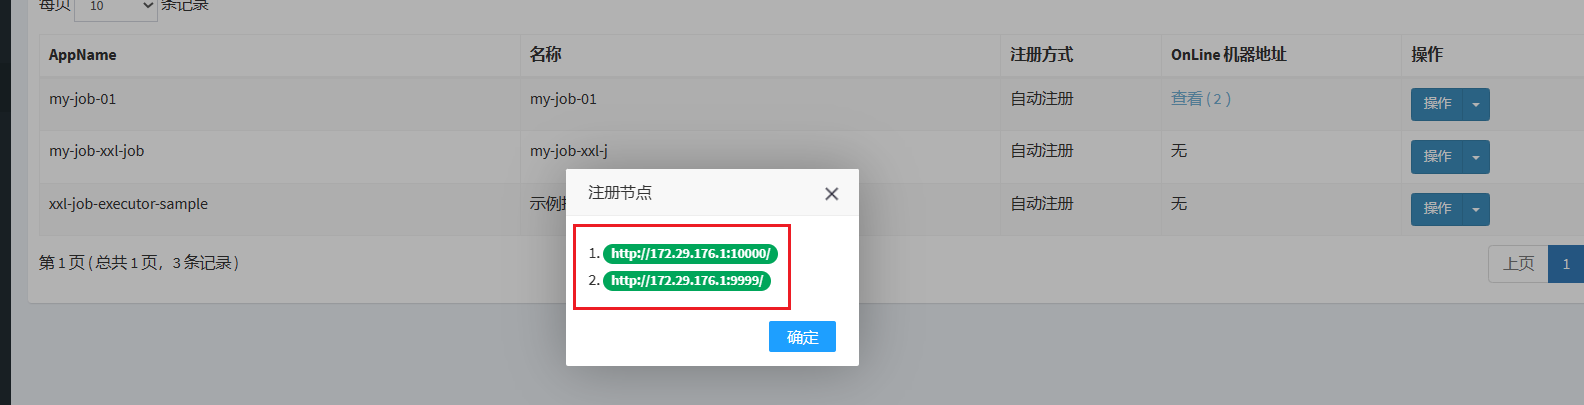 每页 10 条记录
AppName 名称 注册方式 OnLine 机器地址 操作
my-job-01 my-job-01 自动注册 查看 ( 2 ) 操作
my-job-xxl-job my-job-xxl-j 自动注册 无 操作
注册节点
xxl-job-executor-sample 示例 自动注册 无 操作
1. http://172.29.176.1:10000/
第 1 页 ( 总共 1 页，3 条记录 ) 上页 1
2. http://172.29.176.1:9999/
确定